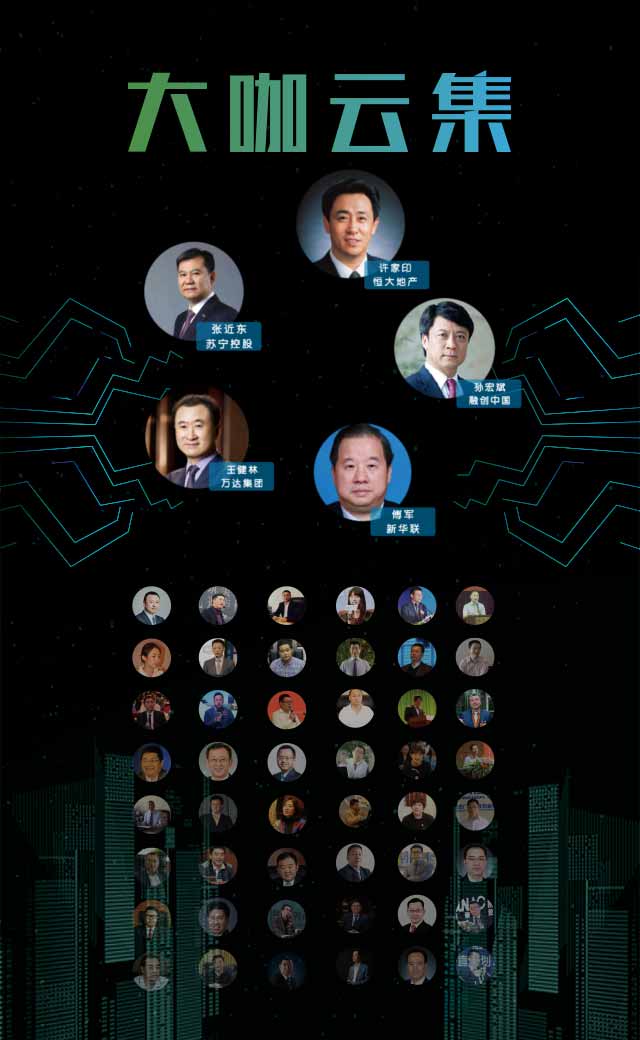 大咖云集
许家印
恒大地产
张近东
苏宁控股
孙宏斌
融创中国
王健林
万达集团
傅军
新华联